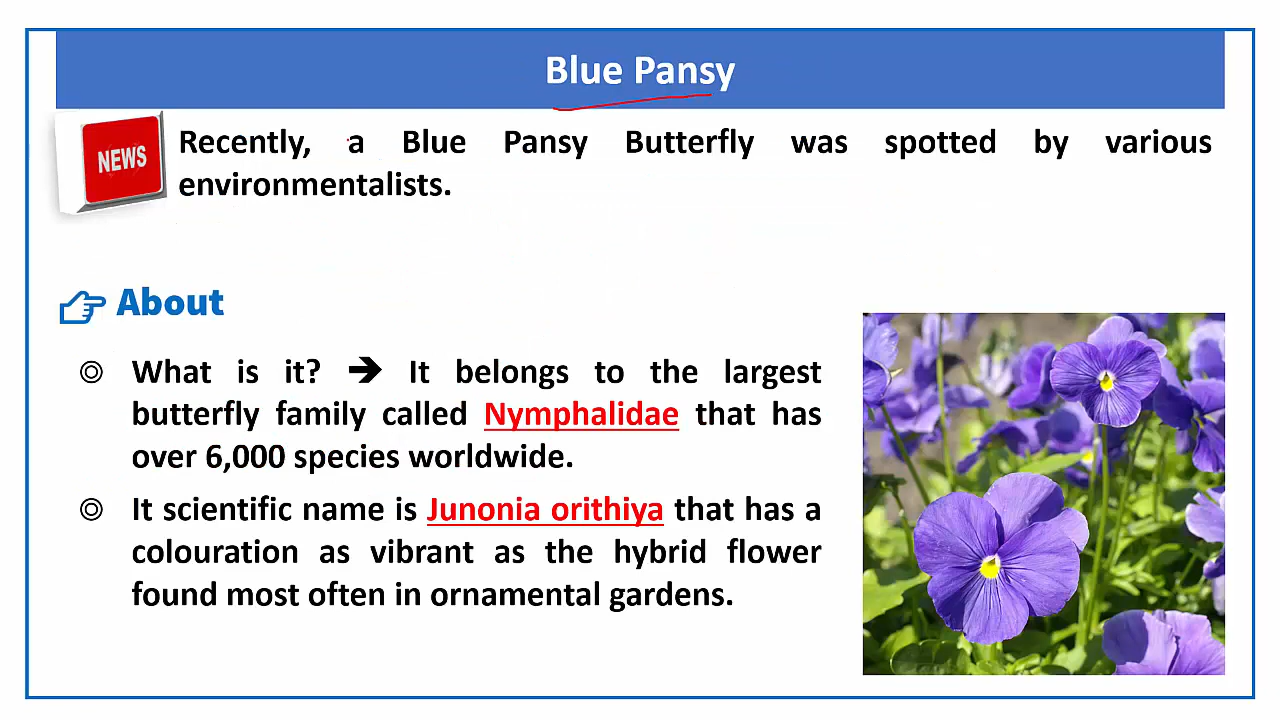 Blue Pansy
NEWS
Recently, a Blue Pansy Butterfly was spotted by various
environmentalists.
About
What is it? ➔ It belongs to the largest
butterfly family called Nymphalidae that has
over 6,000 species worldwide.
It scientific name is Junonia orithiya that has a
colouration as vibrant as the hybrid flower
found most often in ornamental gardens.